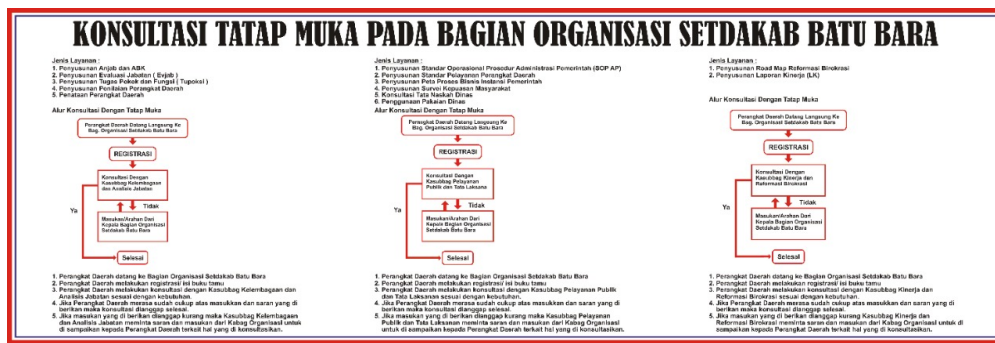 KONSULTASI TATAP MUKA PADA BAGIAN ORGANISASI SETDAKAB BATU BARA
Jenis Layanan :
1. Penyusunan Anjab dan ABK
2. Penyusunan Evaluasi Jabatan ( Evjab )
3. Penyusunan Tugas Pokok dan Fungsi ( Tupoksi )
4. Penyusunan Penilaian Perangkat Daerah
5. Penataan Perangkat Daerah
Alur Konsultasi Dengan Tatap Muka
Perangkat Daerah Datang Langsung Ke
Bag. Organisasi Setdakab Batu Bara
REGISTRASI
Konsultasi Dengan
Kasubbag Kelembagaan
dan Analisis Jabatan
Ya
Tidak
Masukan/Arahan Dari
Kepala Bagian Organisasi
Setdakab Batu Bara
Selesai
1. Perangkat Daerah datang ke Bagian Organisasi Setdakab Batu Bara
2. Perangkat Daerah melakukan registrasi/ isi buku tamu
3. Perangkat Daerah melakukan konsultasi dengan Kasubbag Kelembagaan dan
Analisis Jabatan sesuai dengan kebutuhan.
4. Jika Perangkat Daerah merasa sudah cukup atas masukkan dan saran yang di
berikan maka konsultasi dianggap selesai.
5. Jika masukan yang di berikan dianggap kurang maka Kasubbag Kelembagaan
dan Analisis Jabatan meminta saran dan masukan dari Kabag Organisasi untuk
di sampaikan kepada Perangkat Daerah terkait hal yang di konsultasikan.
Jenis Layanan :
1. Penyusunan Standar Operasional Prosedur Administrasi Pemerintah (SOP AP)
2. Penyusunan Standar Pelayanan Perangkat Daerah
3. Penyusunan Peta Proses Bisnis Instansi Pemerintah
4. Penyusunan Survei Kepuasan Masyarakat
5. Konsultasi Tata Naskah Dinas
6. Penggunaan Pakaian Dinas
Alur Konsultasi Dengan Tatap Muka
Perangkat Daerah Datang Langsung Ke
Bag. Organisasi Setdakab Batu Bara
REGISTRASI
Konsultasi Dengan
Kasubbag Pelayanan
Publik dan Tata Laksana
Ya
Tidak
Masukan/Arahan Dari
Kepala Bagian Organisasi
Setdakab Batu Bara
Selesai
1. Perangkat Daerah datang ke Bagian Organisasi Setdakab Batu Bara
2. Perangkat Daerah melakukan registrasi/ isi buku tamu
3. Perangkat Daerah melakukan konsultasi dengan Kasubbag Pelayanan Publik
dan Tata Laksanan sesuai dengan kebutuhan.
4. Jika Perangkat Daerah merasa sudah cukup atas masukkan dan saran yang di
berikan maka konsultasi dianggap selesai.
5. Jika masukan yang di berikan dianggap kurang maka Kasubbag Pelayanan
Publik dan Tata Laksanan meminta saran dan masukan dari Kabag Organisasi
untuk di sampaikan kepada Perangkat Daerah terkait hal yang di konsultasikan.
Jenis Layanan :
1. Penyusunan Road Map Reformasi Birokrasi
2. Penyusunan Laporan Kinerja (LK)
Alur Konsultasi Dengan Tatap Muka
Perangkat Daerah Datang Langsung Ke
Bag. Organisasi Setdakab Batu Bara
REGISTRASI
Konsultasi Dengan
Kasubbag Kinerja dan
Reformasi Birokrasi
Ya
Tidak
Masukan/Arahan Dari
Kepala Bagian Organisasi
Setdakab Batu Bara
Selesai
1. Perangkat Daerah datang ke Bagian Organisasi Setdakab Batu Bara
2. Perangkat Daerah melakukan registrasi/ isi buku tamu
3. Perangkat Daerah melakukan konsultasi dengan Kasubbag Kinerja dan
Reformasi Birokrasi sesuai dengan kebutuhan.
4. Jika Perangkat Daerah merasa sudah cukup atas masukkan dan saran yang di
berikan maka konsultasi dianggap selesai.
5. Jika masukan yang di berikan dianggap kurang maka Kasubbag Kinerja dan
Reformasi Birokrasi meminta saran dan masukan dari Kabag Organisasi untuk di
sampaikan kepada Perangkat Daerah terkait hal yang di konsultasikan.